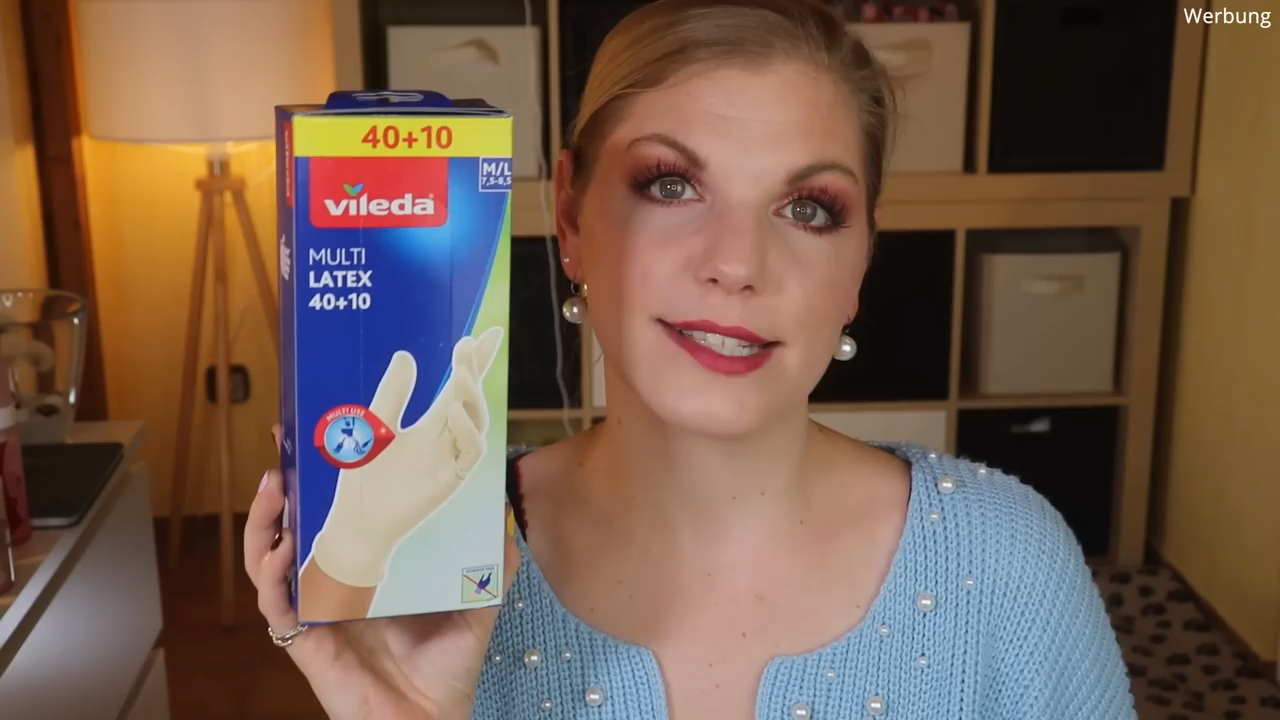 Werbung
40+10
M/L
7,5-8,5
vileda
MULTI
LATEX
40+10
MULTI USE